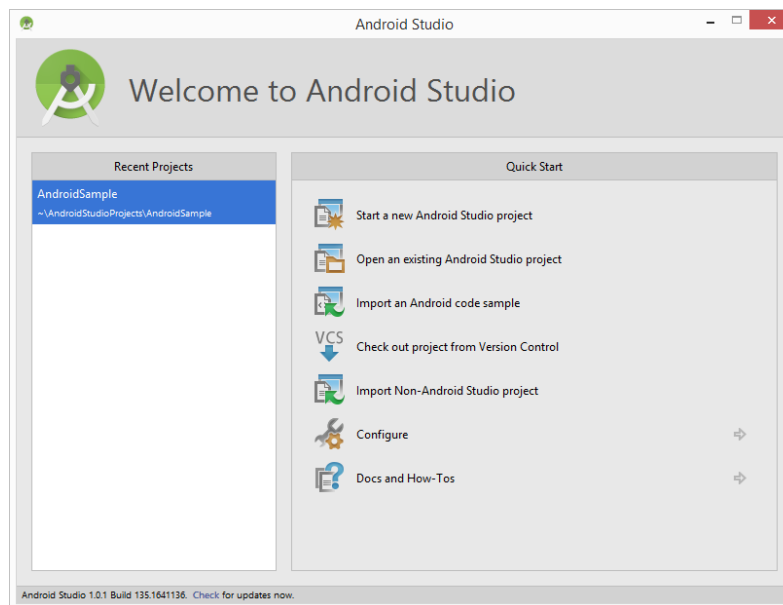 Android Studio
Welcome to Android Studio
Recent Projects
AndroidSample
~\AndroidStudioProjects\AndroidSample
Quick Start
Start a new Android Studio project
Open an existing Android Studio project
Import an Android code sample
VCS
Check out project from Version Control
Import Non-Android Studio project
Configure
Docs and How-Tos
Android Studio 1.0.1 Build 135.1641136. Check for updates now.